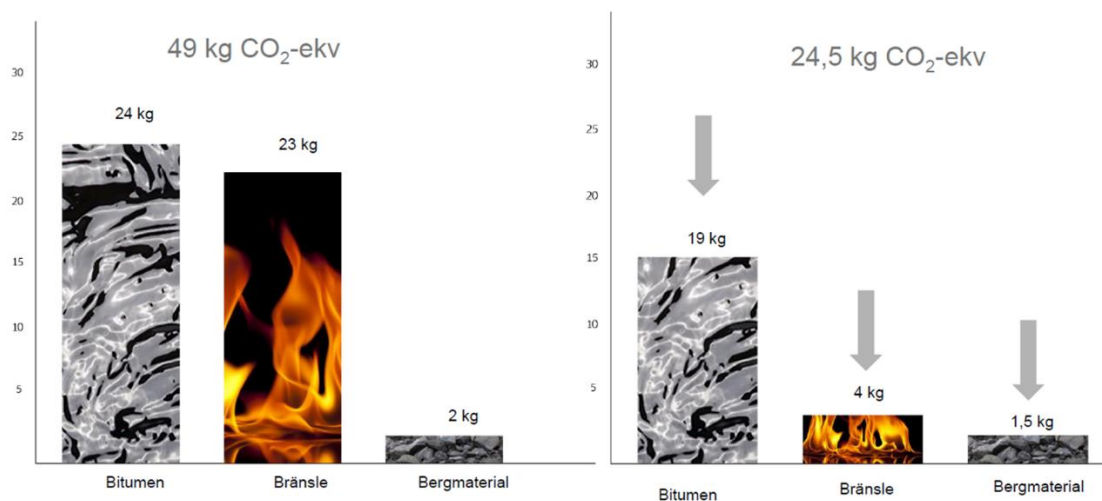 49 kg CO₂-ekv
30
25
20
15
10
5
24 kg
23 kg
2 kg
Bitumen
Bränsle
Bergmaterial
24,5 kg CO₂-ekv
30
25
20
15
10
5
19 kg
4 kg
1,5 kg
Bitumen
Bränsle
Bergmaterial